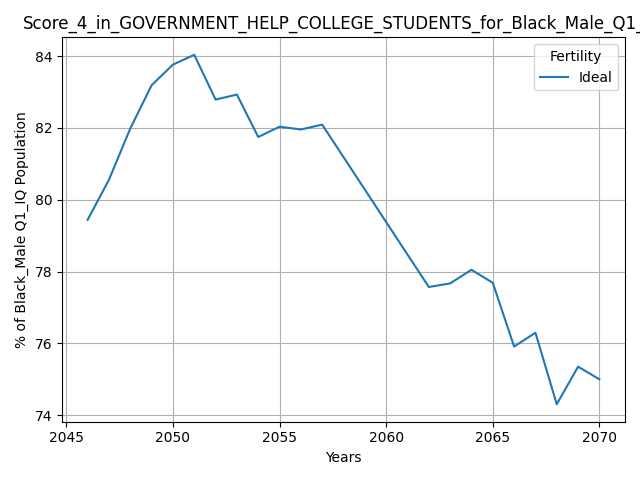 Score_4_in_GOVERNMENT_HELP_COLLEGE_STUDENTS_for_Black_Male_Q1_
84
82
80
78
76
74
% of Black_Male Q1_IQ Population
Fertility
Ideal
2045 2050 2055 2060 2065 2070
Years